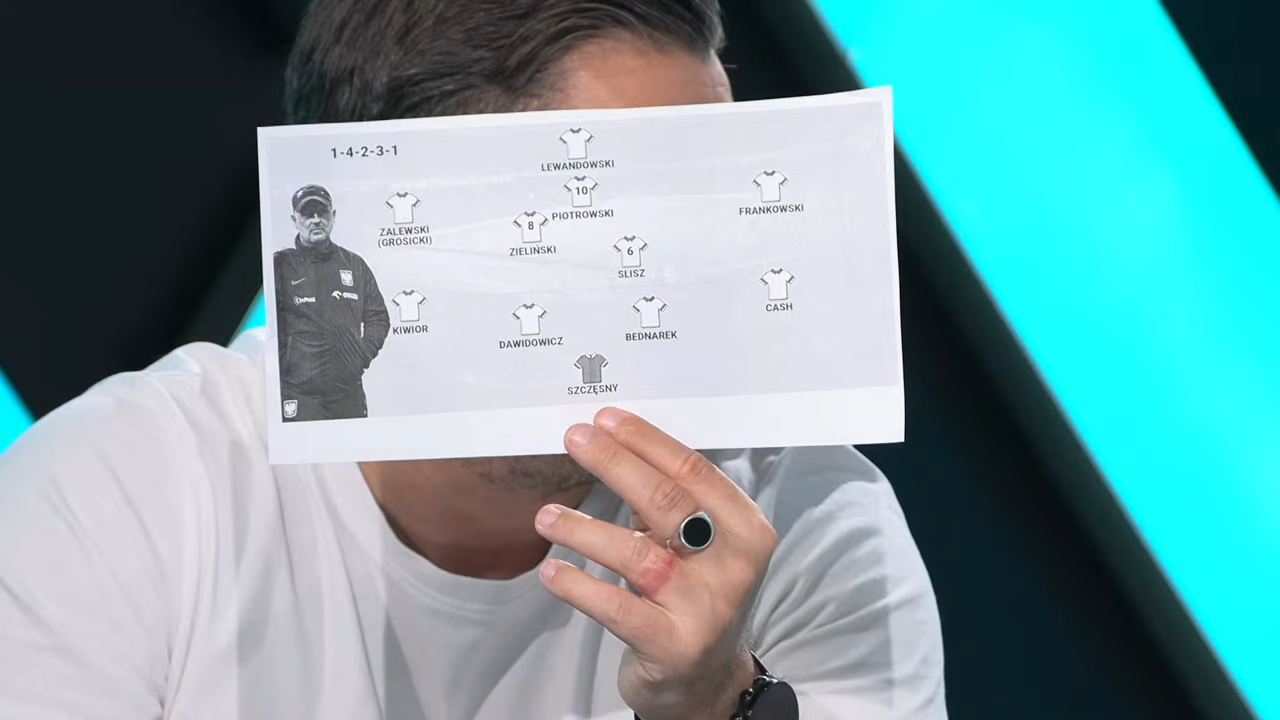 1-4-2-3-1
LEWANDOWSKI
10
PIOTROWSKI
FRANKOWSKI
ZALEWSKI
(GROSICKI)
8
ZIELIŃSKI
6
SLISZ
ORLEN
CASH
KIWIOR
DAWIDOWICZ
BEDNAREK
SZCZĘSNY